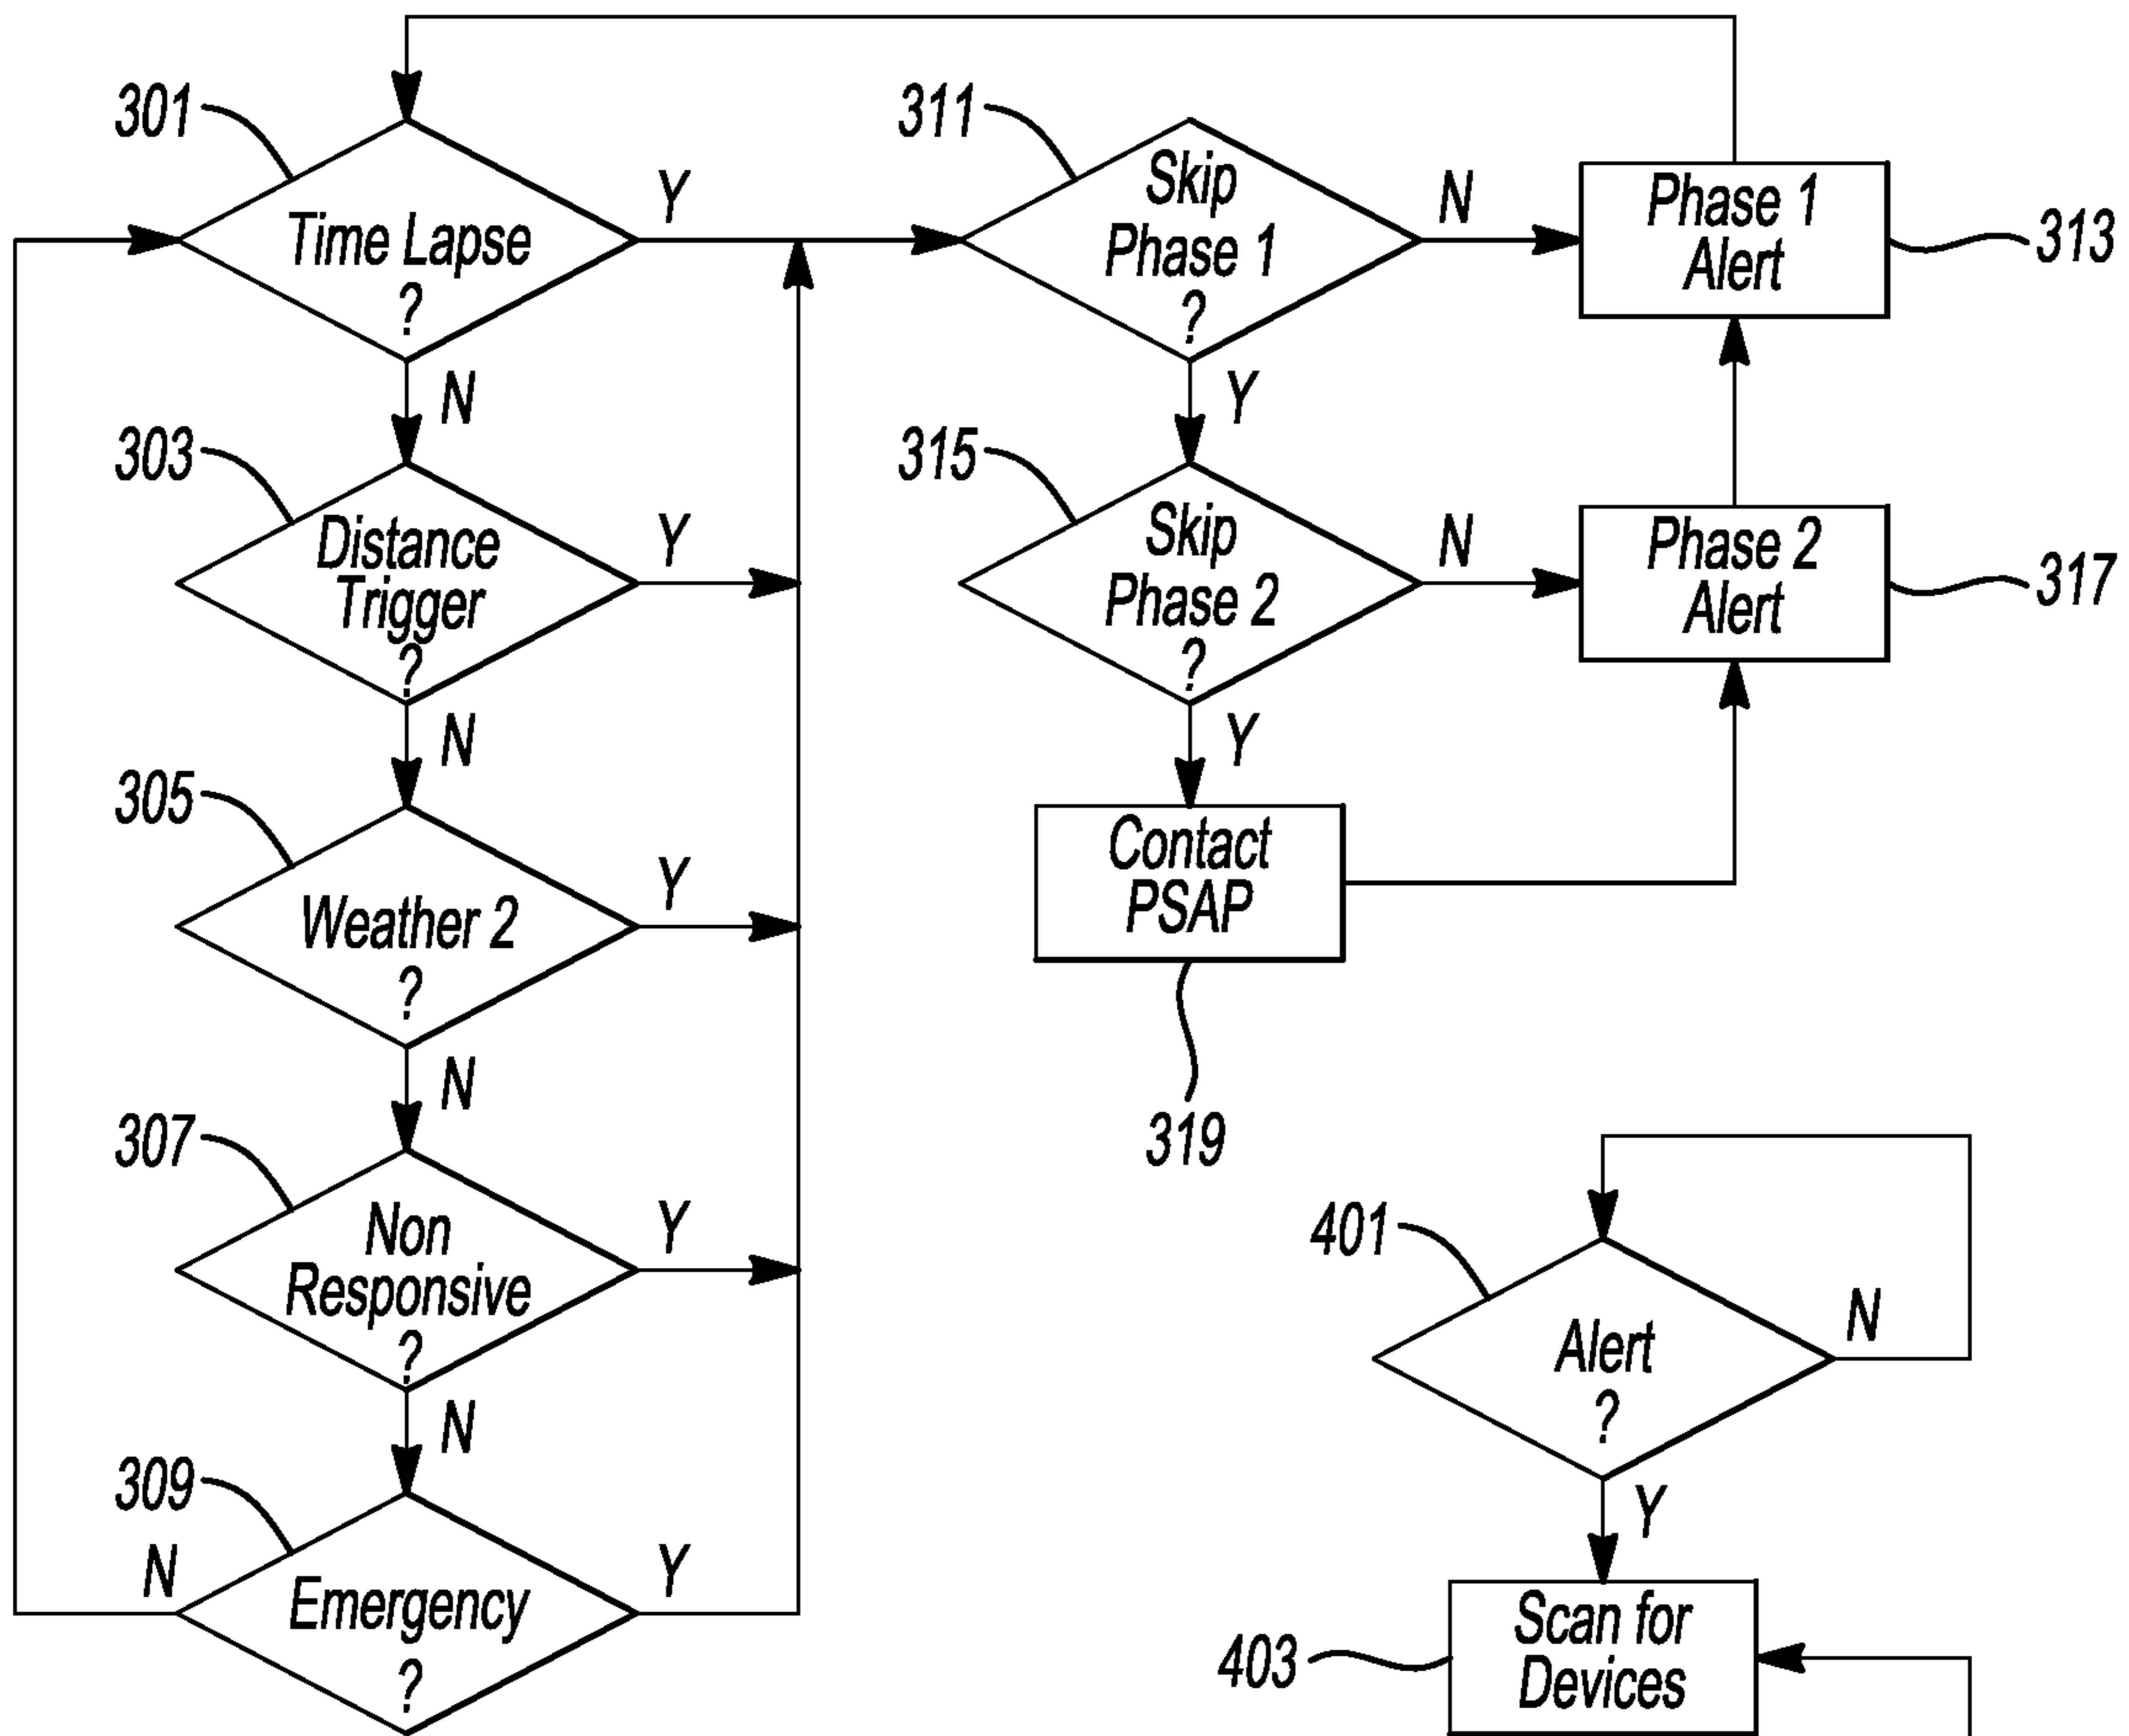 301
Time Lapse
?
Y
N
303
Distance
Trigger
?
Y
N
305
Weather 2
?
Y
N
307
Non
Responsive
?
Y
N
309
Emergency
?
N
Y
311
Skip
Phase 1
?
N
Y
Phase 1
Alert
313
315
Skip
Phase 2
?
N
Y
Phase 2
Alert
317
Contact
PSAP
319
401
Alert
?
N
Y
403
Scan for
Devices